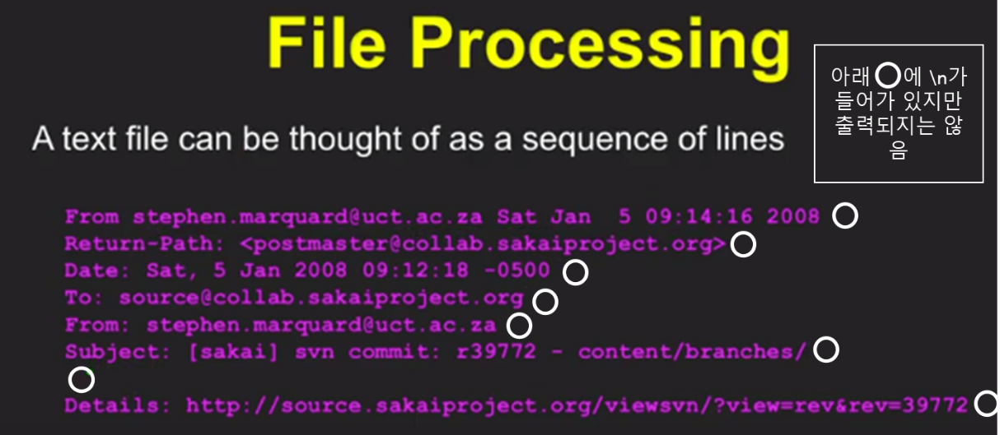 File Processing
아래 에 \n가
들어가 있지만
출력되지는 않
음
A text file can be thought of as a sequence of lines
From stephen.marquard@uct.ac.za Sat Jan  5 09:14:16 2008
Return-Path: <postmaster@collab.sakaiproject.org>
Date: Sat, 5 Jan 2008 09:12:18 -0500
To: source@collab.sakaiproject.org
From: stephen.marquard@uct.ac.za
Subject: [sakai] svn commit: r39772 - content/branches/
Details: http://source.sakaiproject.org/viewsvn/?view=rev&rev=39772